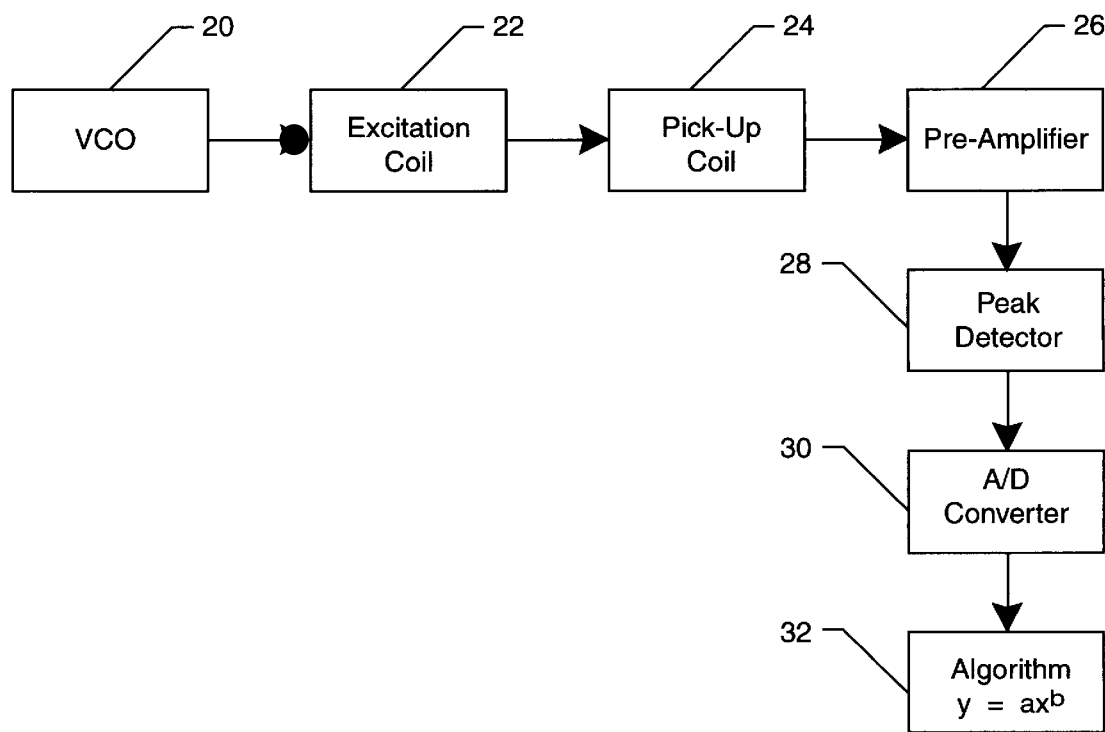 20
22
24
26
VCO
Excitation
Coil
Pick-Up
Coil
Pre-Amplifier
28
Peak
Detector
30
A/D
Converter
32
Algorithm
y = axᵇ